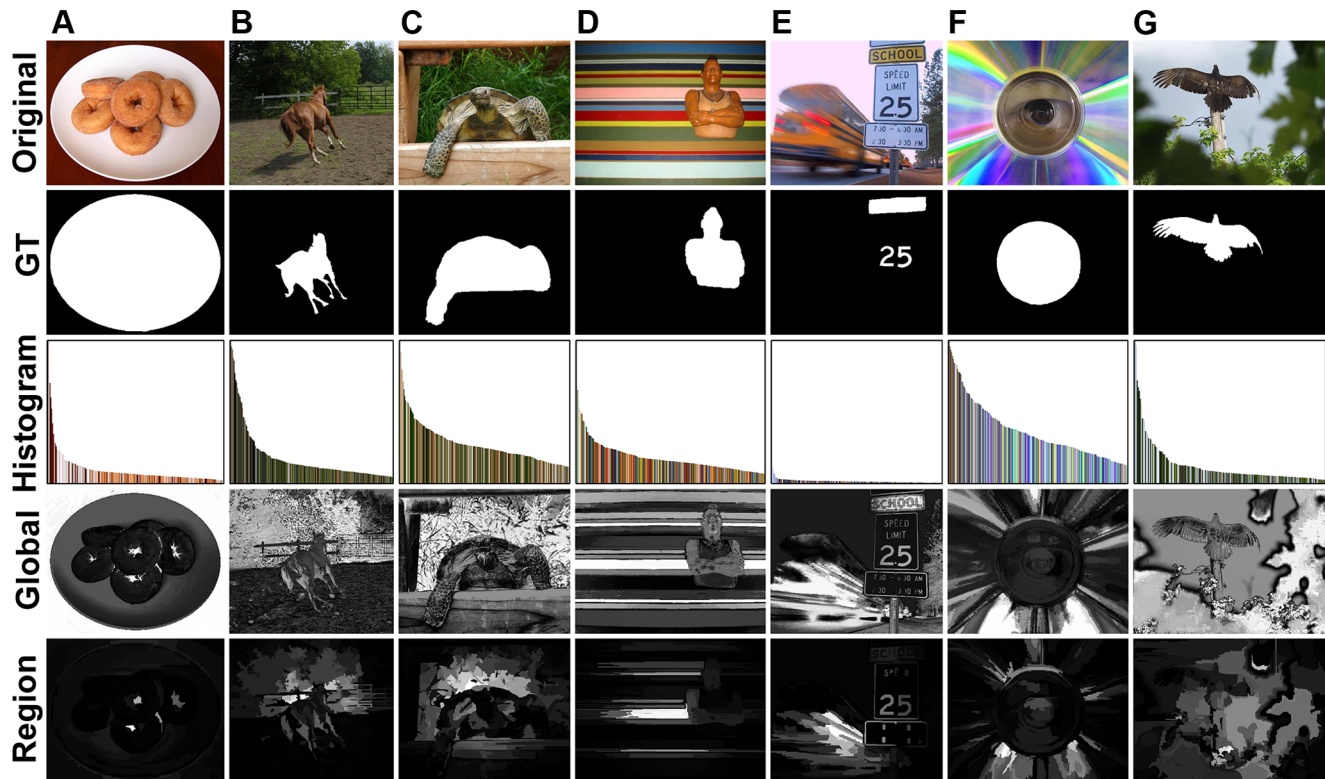 A B C D E F G
Original
SCHOOL
SPEED
LIMIT
25
7:30 - 8:30 AM
2:30 3:30 PM
GT
25
Histogram
Global
SCHOOL
SPEED
LIMIT
25
7:30 - 8:30 AM
2:30 3:30 PM
Region
SCHOOL
25